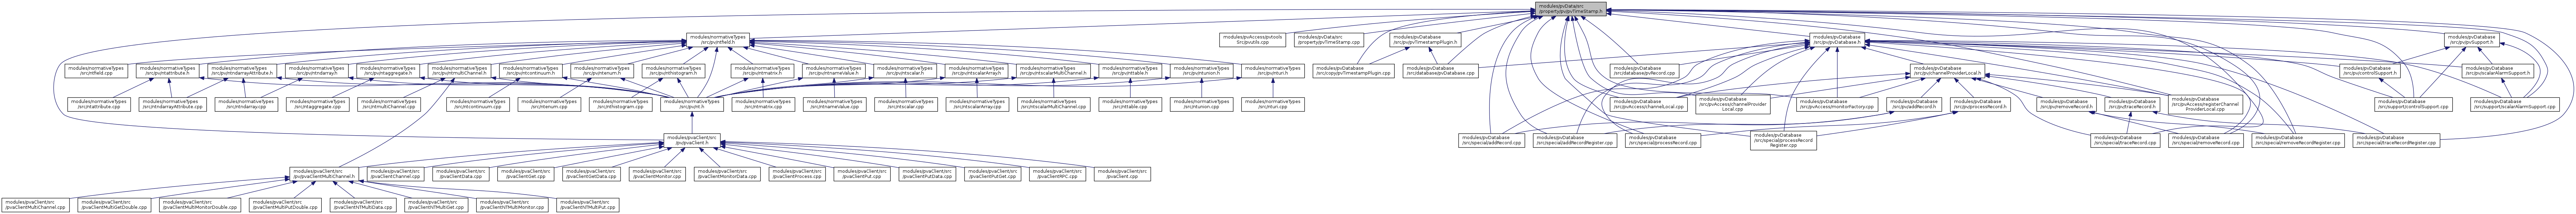 modules/pvData/src
/property/pv/pvTimeStamp.h
modules/normativeTypes
/src/pv/ntfield.h
modules/pvAccess/pvtools
Src/pvutils.cpp
modules/pvData/src
/property/pvTimeStamp.cpp
modules/pvDatabase
/src/pv/pvTimestampPlugin.h
modules/pvDatabase
/src/pv/pvDatabase.h
modules/pvDatabase
/src/pv/pvSupport.h
modules/normativeTypes
/src/ntfield.cpp
modules/normativeTypes
/src/pv/ntattribute.h
modules/normativeTypes
/src/pv/ntndarrayAttribute.h
modules/normativeTypes
/src/pv/ntndarray.h
modules/normativeTypes
/src/pv/ntaggregate.h
modules/normativeTypes
/src/pv/ntmultiChannel.h
modules/normativeTypes
/src/pv/ntcontinuum.h
modules/normativeTypes
/src/pv/ntenum.h
modules/normativeTypes
/src/pv/nthistogram.h
modules/normativeTypes
/src/pv/ntmatrix.h
modules/normativeTypes
/src/pv/ntnameValue.h
modules/normativeTypes
/src/pv/ntscalar.h
modules/normativeTypes
/src/pv/ntscalarArray.h
modules/normativeTypes
/src/pv/ntscalarMultiChannel.h
modules/normativeTypes
/src/pv/nttable.h
modules/normativeTypes
/src/pv/ntunion.h
modules/normativeTypes
/src/pv/nturi.h
modules/pvDatabase
/src/copy/pvTimestampPlugin.cpp
modules/pvDatabase
/src/database/pvDatabase.cpp
modules/pvDatabase
/src/database/pvRecord.cpp
modules/pvDatabase
/src/pv/channelProviderLocal.h
modules/pvDatabase
/src/pv/controlSupport.h
modules/pvDatabase
/src/pv/scalarAlarmSupport.h
modules/normativeTypes
/src/ntattribute.cpp
modules/normativeTypes
/src/ntndarrayAttribute.cpp
modules/normativeTypes
/src/ntndarray.cpp
modules/normativeTypes
/src/ntaggregate.cpp
modules/normativeTypes
/src/ntmultiChannel.cpp
modules/normativeTypes
/src/ntcontinuum.cpp
modules/normativeTypes
/src/ntenum.cpp
modules/normativeTypes
/src/nthistogram.cpp
modules/normativeTypes
/src/pv/nt.h
modules/normativeTypes
/src/ntmatrix.cpp
modules/normativeTypes
/src/ntnameValue.cpp
modules/normativeTypes
/src/ntscalar.cpp
modules/normativeTypes
/src/ntscalarArray.cpp
modules/normativeTypes
/src/ntscalarMultiChannel.cpp
modules/normativeTypes
/src/nttable.cpp
modules/normativeTypes
/src/ntunion.cpp
modules/normativeTypes
/src/nturi.cpp
modules/pvDatabase
/src/pvAccess/channelLocal.cpp
modules/pvDatabase
/src/pvAccess/channelProvider
Local.cpp
modules/pvDatabase
/src/pvAccess/monitorFactory.cpp
modules/pvDatabase
/src/pv/addRecord.h
modules/pvDatabase
/src/pv/processRecord.h
modules/pvDatabase
/src/pv/removeRecord.h
modules/pvDatabase
/src/pv/traceRecord.h
modules/pvDatabase
/src/pvAccess/registerChannel
ProviderLocal.cpp
modules/pvDatabase
/src/support/controlSupport.cpp
modules/pvDatabase
/src/support/scalarAlarmSupport.cpp
modules/pvaClient/src
/pv/pvaClient.h
modules/pvDatabase
/src/special/addRecord.cpp
modules/pvDatabase
/src/special/addRecordRegister.cpp
modules/pvDatabase
/src/special/processRecord.cpp
modules/pvDatabase
/src/special/processRecord
Register.cpp
modules/pvDatabase
/src/special/traceRecord.cpp
modules/pvDatabase
/src/special/removeRecord.cpp
modules/pvDatabase
/src/special/removeRecordRegister.cpp
modules/pvDatabase
/src/special/traceRecordRegister.cpp
modules/pvaClient/src
/pv/pvaClientMultiChannel.h
modules/pvaClient/src
/pvaClientChannel.cpp
modules/pvaClient/src
/pvaClientData.cpp
modules/pvaClient/src
/pvaClientGet.cpp
modules/pvaClient/src
/pvaClientGetData.cpp
modules/pvaClient/src
/pvaClientMonitor.cpp
modules/pvaClient/src
/pvaClientMonitorData.cpp
modules/pvaClient/src
/pvaClientProcess.cpp
modules/pvaClient/src
/pvaClientPut.cpp
modules/pvaClient/src
/pvaClientPutData.cpp
modules/pvaClient/src
/pvaClientPutGet.cpp
modules/pvaClient/src
/pvaClientRPC.cpp
modules/pvaClient/src
/pvaClient.cpp
modules/pvaClient/src
/pvaClientMultiChannel.cpp
modules/pvaClient/src
/pvaClientMultiGetDouble.cpp
modules/pvaClient/src
/pvaClientMultiMonitorDouble.cpp
modules/pvaClient/src
/pvaClientMultiPutDouble.cpp
modules/pvaClient/src
/pvaClientNTMultiData.cpp
modules/pvaClient/src
/pvaClientNTMultiGet.cpp
modules/pvaClient/src
/pvaClientNTMultiMonitor.cpp
modules/pvaClient/src
/pvaClientNTMultiPut.cpp